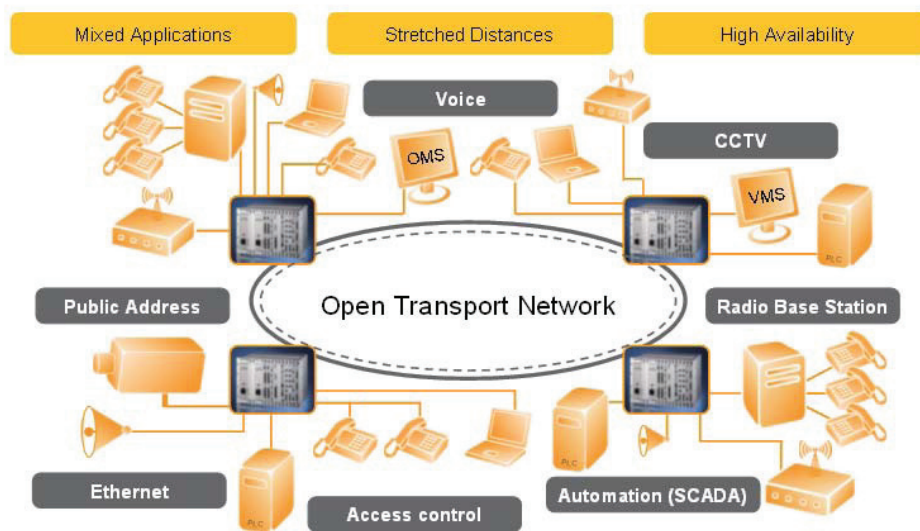 Mixed Applications
Stretched Distances
High Availability
Voice
CCTV
OMS
VMS
PLC
Public Address
Open Transport Network
Radio Base Station
PLC
PLC
Ethernet
Access control
Automation (SCADA)